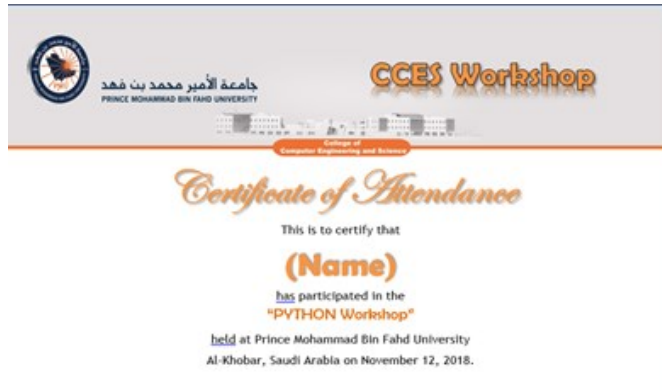 جامعة الأمير محمد بن فهد
PRINCE MOHAMMAD BIN FAHD UNIVERSITY
CCES Workshop
College of
Computer Engineering and Science
Certificate of Attendance
This is to certify that
(Name)
has participated in the
“PYTHON Workshop”
held at Prince Mohammad Bin Fahd University
Al-Khobar, Saudi Arabia on November 12, 2018.